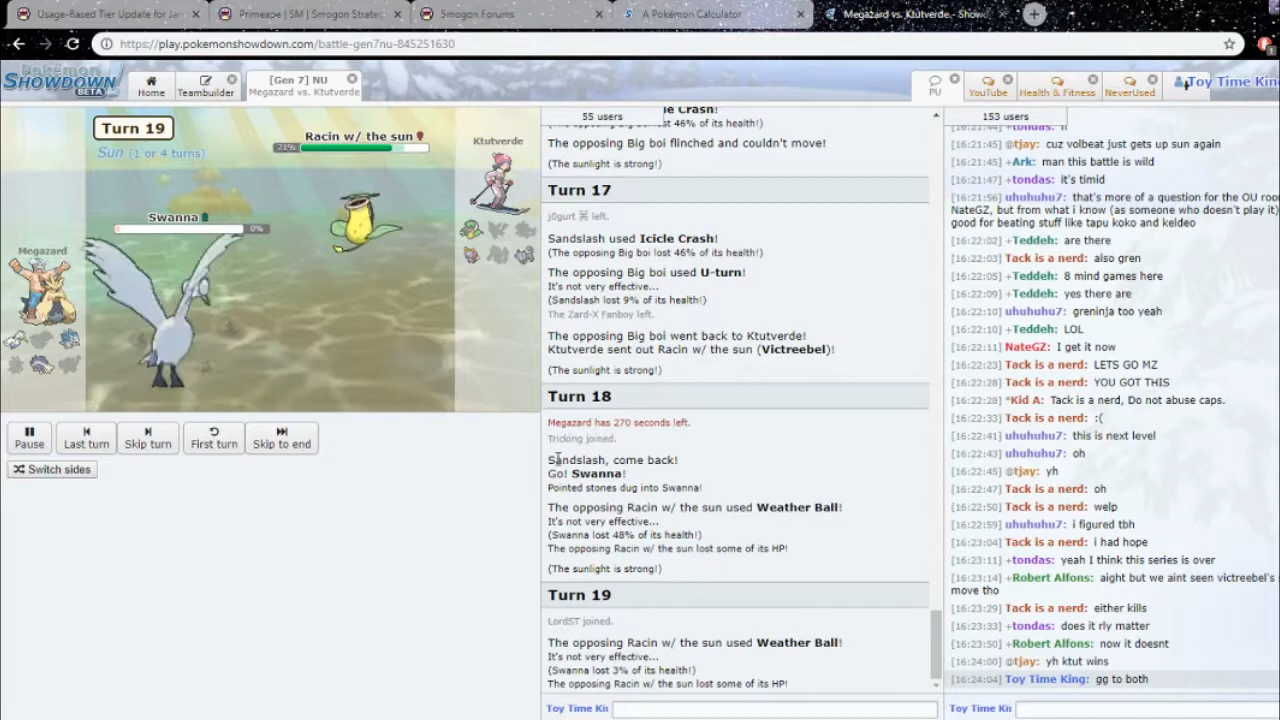 Usage-Based Tier Update for Jan
Primeape | SM | Smogon Strate
Smogon Forums
A Pokémon Calculator
Megazard vs. Ktutverde - Show
https://play.pokemonshowdown.com/battle-gen7nu-845251630
Pokémon
SHOWDOWN
BETA
Home
Teambuilder
[Gen 7] NU
Megazard vs. Ktutverde
PU
YouTube
Health & Fitness
NeverUsed
Toy Time Kin
Turn 19
Sun (1 or 4 turns)
Racin w/ the sun
71%
Swanna
0%
Ktutverde
Megazard
Pause
Last turn
Skip turn
First turn
Skip to end
Switch sides
55 users
cle Crash!
lost 46% of its health!)
The opposing Big boi flinched and couldn't move!
(The sunlight is strong!)
Turn 17
left.
Sandslash used Icicle Crash!
(The opposing Big boi lost 46% of its health!)
The opposing Big boi used U-turn!
It's not very effective...
(Sandslash lost 9% of its health!)
The Zard-X Fanboy left.
The opposing Big boi went back to Ktutverde!
Ktutverde sent out Racin w/ the sun (Victreebel)!
(The sunlight is strong!)
Turn 18
Megazard has 270 seconds left.
Tricking joined.
Sandslash, come back!
Go! Swanna!
Pointed stones dug into Swanna!
The opposing Racin w/ the sun used Weather Ball!
It's not very effective...
(Swanna lost 48% of its health!)
The opposing Racin w/ the sun lost some of its HP!
(The sunlight is strong!)
Turn 19
LordST joined.
The opposing Racin w/ the sun used Weather Ball!
It's not very effective...
(Swanna lost 3% of its health!)
The opposing Racin w/ the sun lost some of its HP!
Toy Time Kin
153 users
[16:21:44] +tondas:
[16:21:45] @tjay: cuz volbeat just gets up sun again
[16:21:45] +Ark: man this battle is wild
[16:21:47] +tondas: it's timid
[16:21:56] uhuhuhu7: that's more of a question for the OU room
NateGZ, but from what i know (as someone who doesn't play it)
good for beating stuff like tapu koko and keldeo
[16:22:02] +Teddeh: are there
[16:22:03] Tack is a nerd: also gren
[16:22:05] +Teddeh: 8 mind games here
[16:22:09] +Teddeh: yes there are
[16:22:10] uhuhuhu7: greninja too yeah
[16:22:10] +Teddeh: LOL
[16:22:11] NateGZ: I get it now
[16:22:23] Tack is a nerd: LETS GO MZ
[16:22:28] Tack is a nerd: YOU GOT THIS
[16:22:28] *Kid A: Tack is a nerd, Do not abuse caps.
[16:22:33] Tack is a nerd: :(
[16:22:41] uhuhuhu7: this is next level
[16:22:43] uhuhuhu7: oh
[16:22:45] @tjay: yh
[16:22:47] Tack is a nerd: oh
[16:22:50] Tack is a nerd: welp
[16:22:59] uhuhuhu7: i figured tbh
[16:23:04] Tack is a nerd: i had hope
[16:23:11] +tondas: yeah I think this series is over
[16:23:14] +Robert Alfons: aight but we aint seen victreebel's
move tho
[16:23:29] Tack is a nerd: either kills
[16:23:33] +tondas: does it rly matter
[16:23:50] +Robert Alfons: now it doesnt
[16:24:00] @tjay: yh ktut wins
[16:24:04] Toy Time King: gg to both
Toy Time Kin